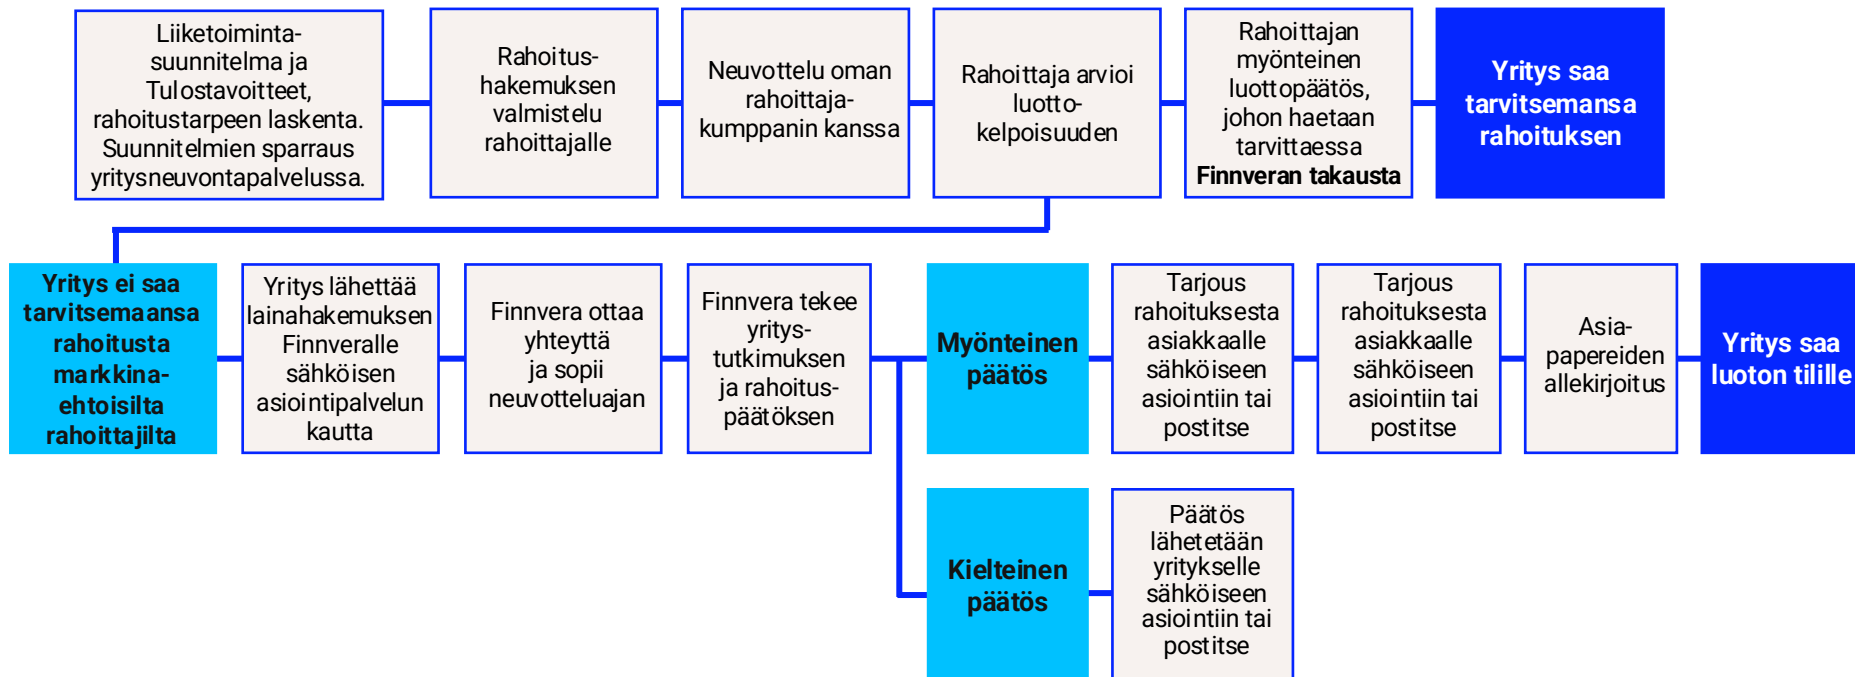 Liiketoiminta-
suunnitelma ja
Tulostavoitteet,
rahoitustarpeen laskenta.
Suunnitelmien sparraus
yritysneuvontapalvelussa.
Rahoitus-
hakemuksen
valmistelu
rahoittajalle
Neuvottelu oman
rahoittaja-
kumppanin kanssa
Rahoittaja arvioi
luotto-
kelpoisuuden
Rahoittajan
myönteinen
luottopäätös,
johon haetaan
tarvittaessa
Finnveran takausta
Yritys saa
tarvitsemansa
rahoituksen
Yritys ei saa
tarvitsemaansa
rahoitusta
markkina-
ehtoisilta
rahoittajilta
Yritys lähettää
lainahakemuksen
Finnveralle
sähköisen
asiointipalvelun
kautta
Finnvera ottaa
yhteyttä
ja sopii
neuvotteluajan
Finnvera tekee
yritys-
tutkimuksen
ja rahoitus-
päätöksen
Myönteinen
päätös
Tarjous
rahoituksesta
asiakkaalle
sähköiseen
asiointiin tai
postitse
Tarjous
rahoituksesta
asiakkaalle
sähköiseen
asiointiin tai
postitse
Asia-
papereiden
allekirjoitus
Yritys saa
luoton tilille
Kielteinen
päätös
Päätös
lähetetään
yritykselle
sähköiseen
asiointiin tai
postitse